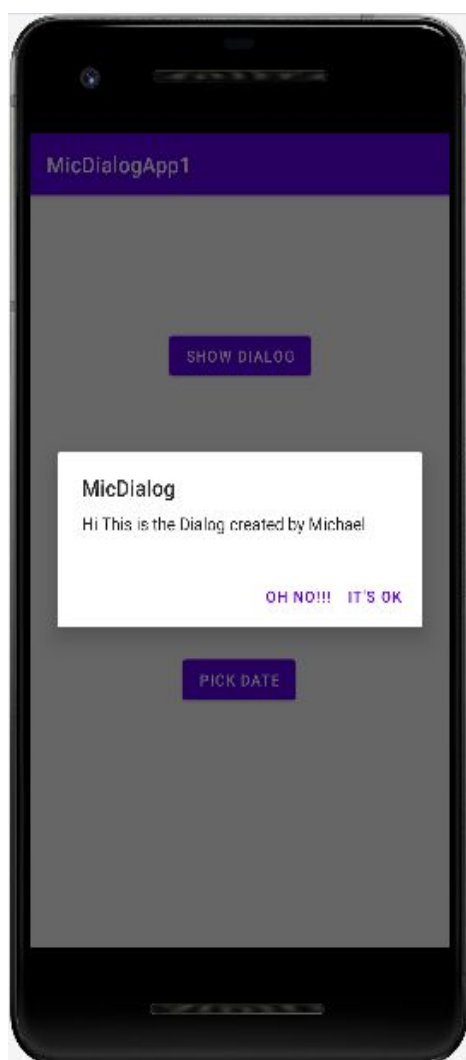 MicDialogApp1
SHOW DIALOG
MicDialog
Hi This is the Dialog created by Michael
OH NO!!! IT'S OK
PICK DATE